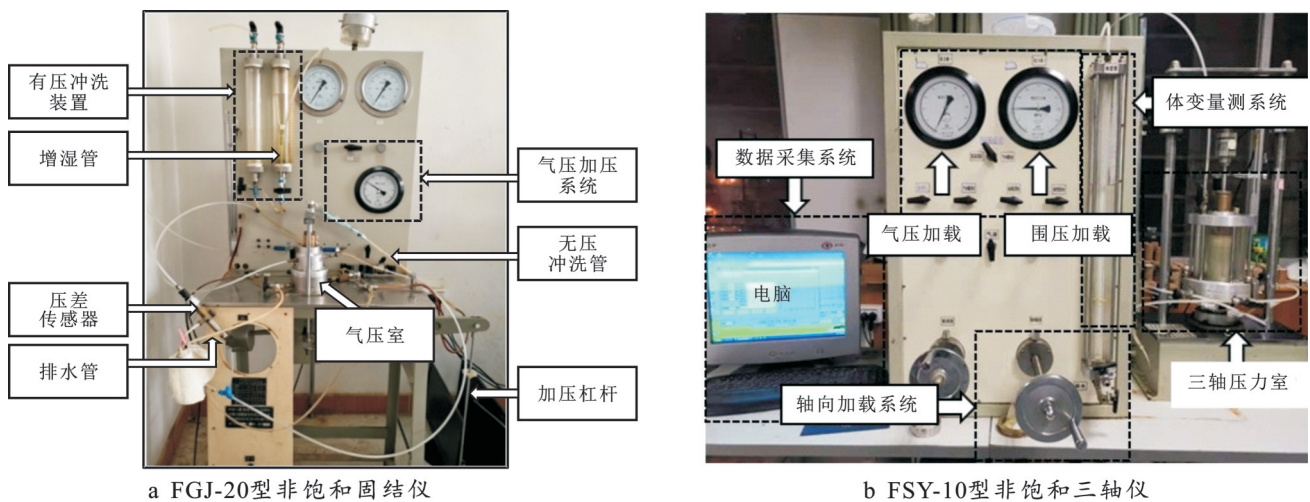 有压冲洗
装置
增湿管
压差
传感器
排水管
气压加压
系统
无压
冲洗管
气压室
加压杠杆
a FGJ-20型非饱和固结仪
数据采集系统
电脑
气压加载
围压加载
体变量测系统
三轴压力室
轴向加载系统
b FSY-10型非饱和三轴仪